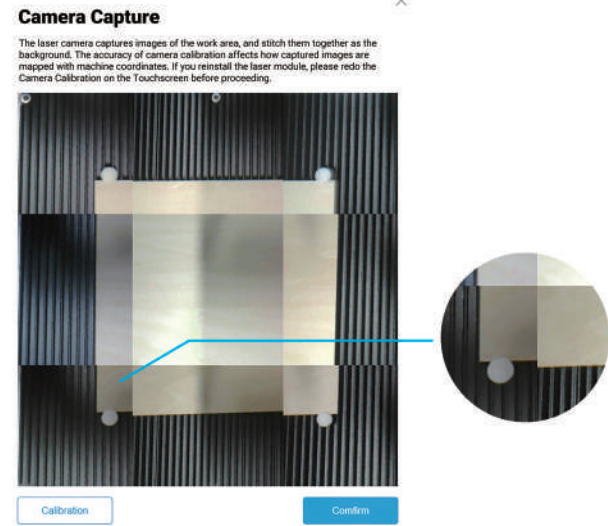 Camera Capture
The laser camera captures images of the work area, and stitch them together as the
background. The accuracy of camera calibration affects how captured images are
mapped with machine coordinates. If you reinstall the laser module, please redo the
Camera Calibration on the Touchscreen before proceeding.
Calibration
Comfirm